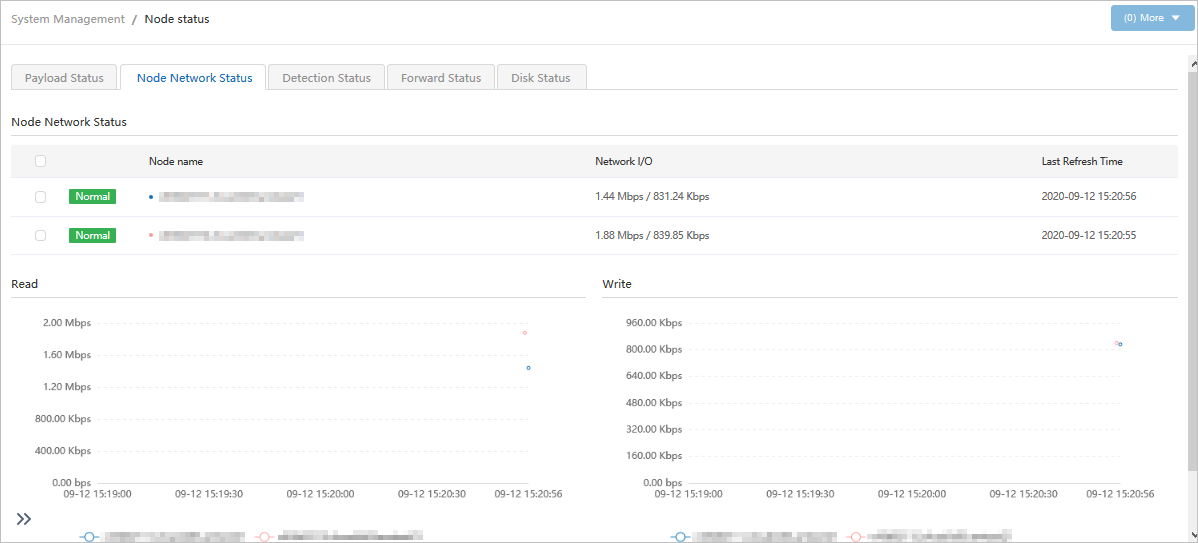 System Management / Node status
(0) More
Payload Status Node Network Status Detection Status Forward Status Disk Status
Node Network Status
Node name Network I/O Last Refresh Time
Normal 1.44 Mbps / 831.24 Kbps 2020-09-12 15:20:56
Normal 1.88 Mbps / 839.85 Kbps 2020-09-12 15:20:55
Read
2.00 Mbps
1.60 Mbps
1.20 Mbps
800.00 Kbps
400.00 Kbps
0.00 bps
09-12 15:19:00 09-12 15:19:30 09-12 15:20:00 09-12 15:20:30 09-12 15:20:56
Write
960.00 Kbps
800.00 Kbps
640.00 Kbps
480.00 Kbps
320.00 Kbps
160.00 Kbps
0.00 bps
09-12 15:19:00 09-12 15:19:30 09-12 15:20:00 09-12 15:20:30 09-12 15:20:56